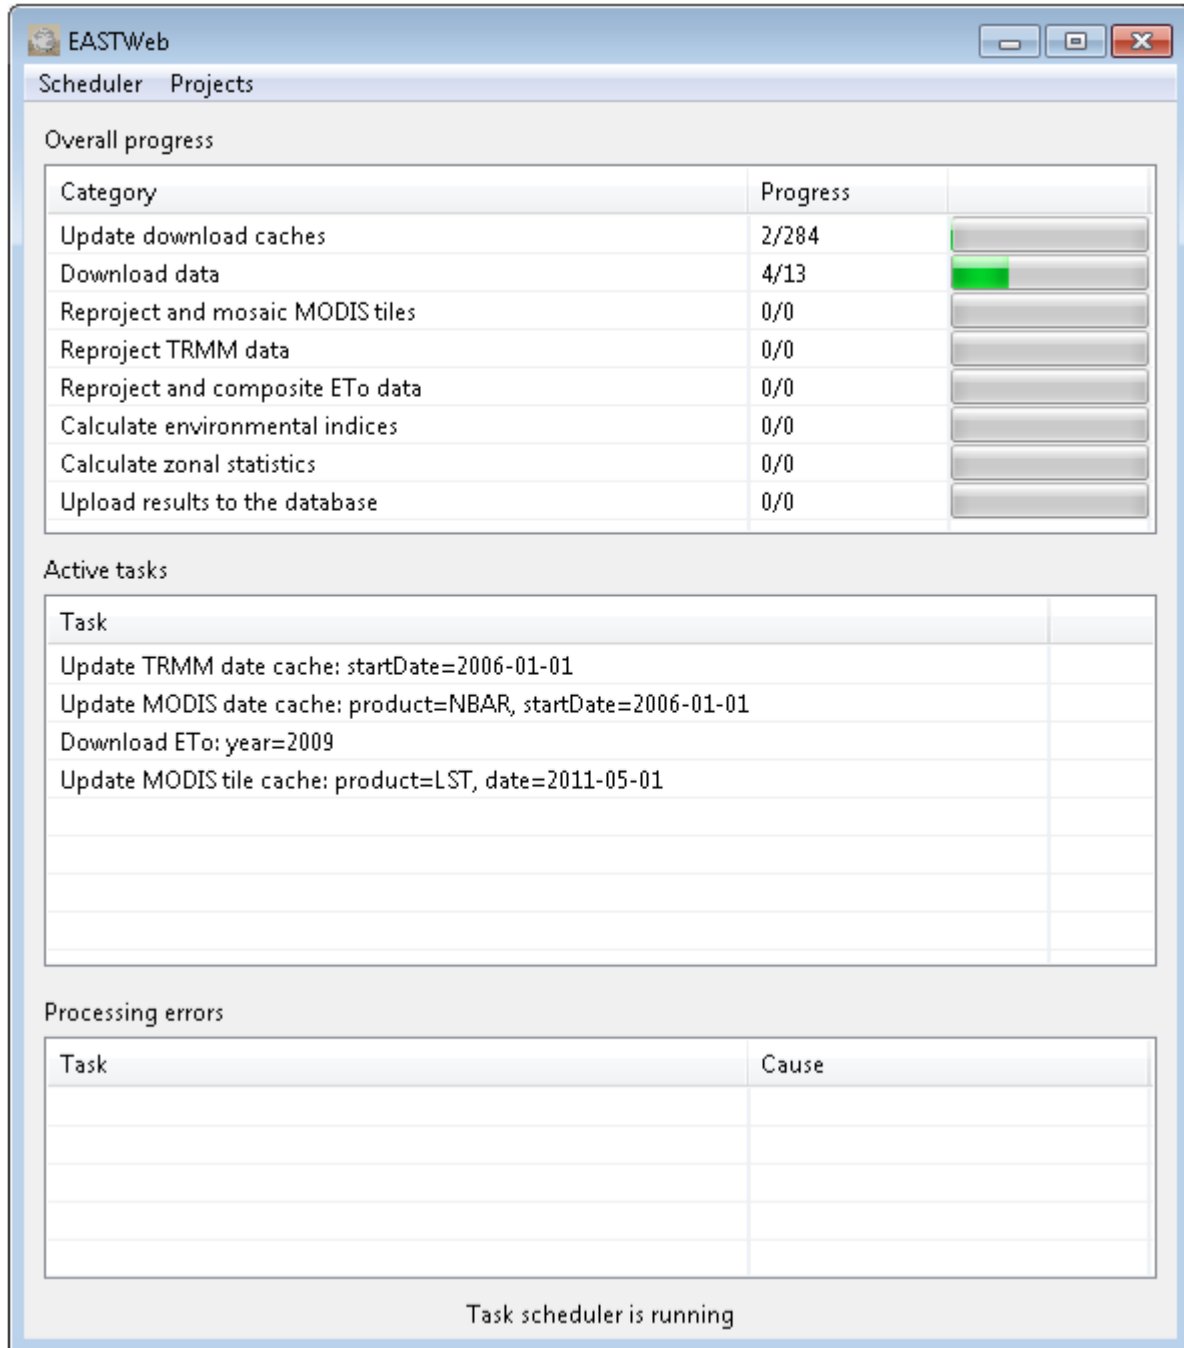 EASTWeb
Scheduler Projects
Overall progress
Category Progress
Update download caches 2/284
Download data 4/13
Reproject and mosaic MODIS tiles 0/0
Reproject TRMM data 0/0
Reproject and composite ETo data 0/0
Calculate environmental indices 0/0
Calculate zonal statistics 0/0
Upload results to the database 0/0
Active tasks
Task
Update TRMM date cache: startDate=2006-01-01
Update MODIS date cache: product=NBAR, startDate=2006-01-01
Download ETo: year=2009
Update MODIS tile cache: product=LST, date=2011-05-01
Processing errors
Task Cause
Task scheduler is running